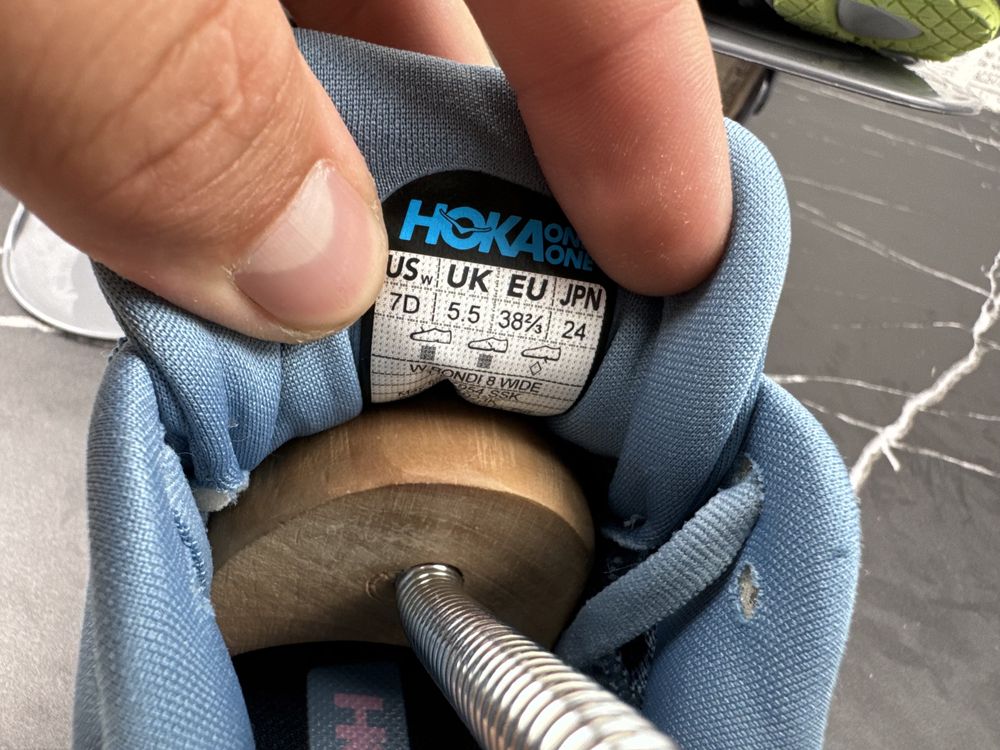 HOKA ONE
ONE
USw UK EU JPN
7D 5.5 38⅔ 24
W BONDI 8 WIDE
SSK
H